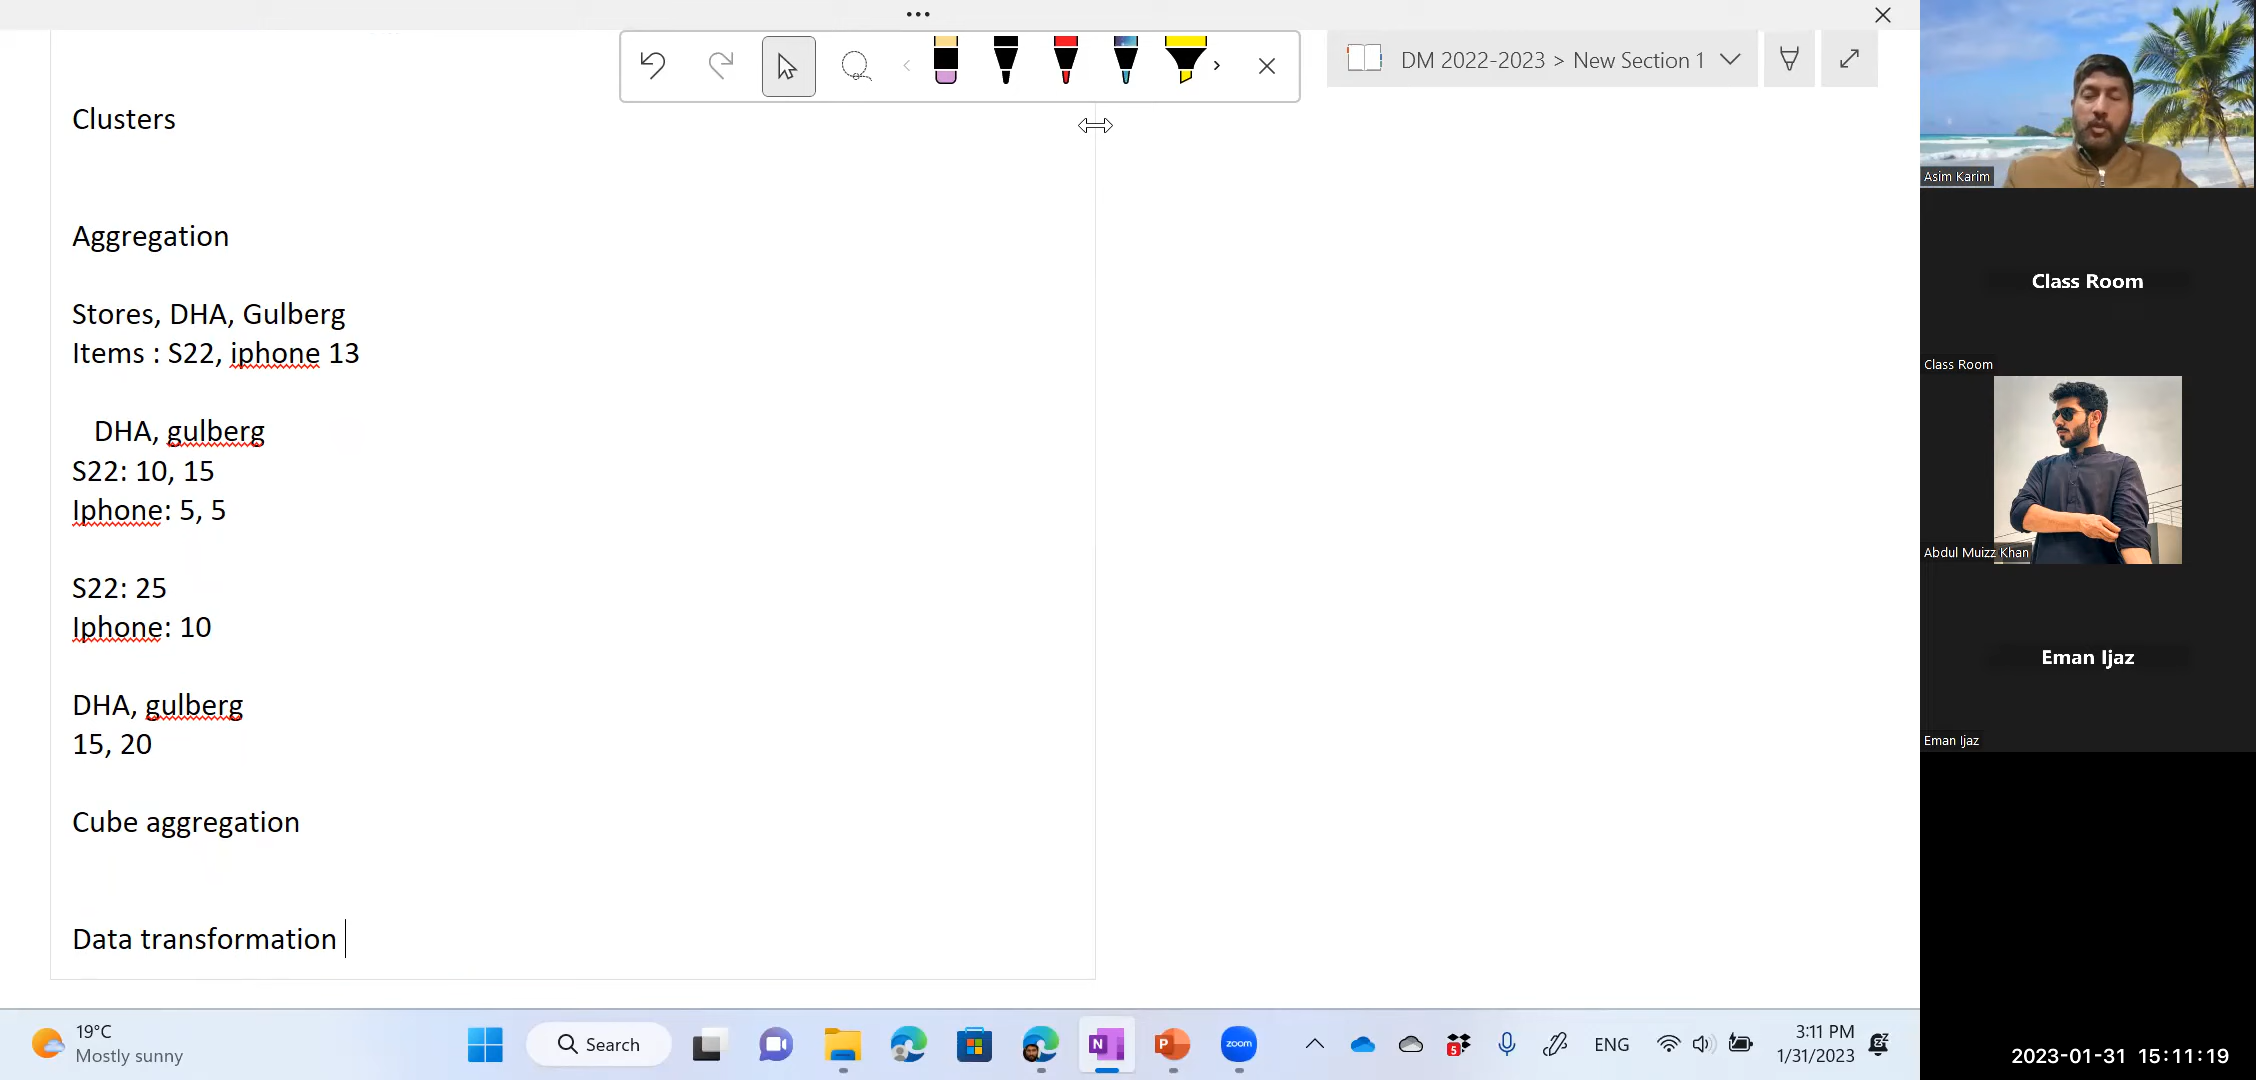 DM 2022-2023 > New Section 1
Clusters
Aggregation
Stores, DHA, Gulberg
Items : S22, iphone 13
DHA, gulberg
S22: 10, 15
Iphone: 5, 5
S22: 25
Iphone: 10
DHA, gulberg
15, 20
Cube aggregation
Data transformation
Asim Karim
Class Room
Class Room
Abdul Muizz Khan
Eman Ijaz
Eman Ijaz
19°C
Mostly sunny
Search
N
P
zoom
5
ENG
3:11 PM
1/31/2023
2023-01-31 15:11:19